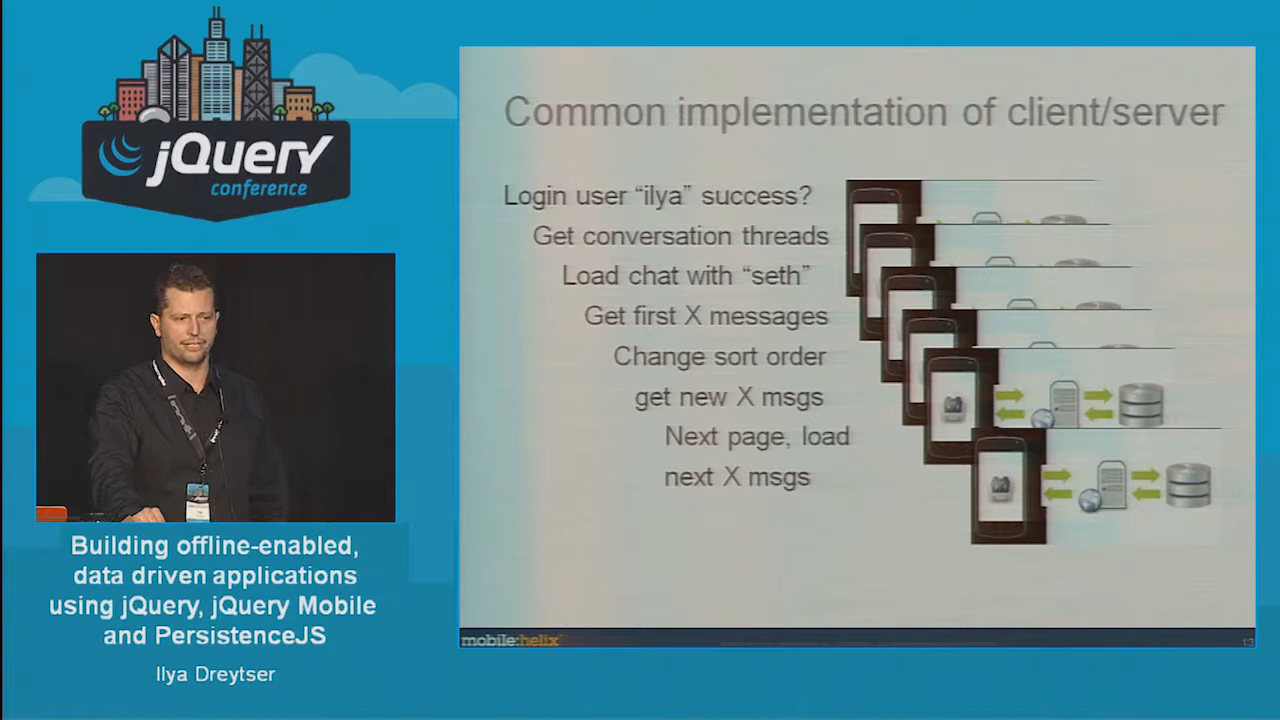 jQuery
conference
Common implementation of client/server
Login user “ilya” success?
Get conversation threads
Load chat with “seth”
Get first X messages
Change sort order
get new X msgs
Next page, load
next X msgs
mobile:helix
13
Building offline-enabled,
data driven applications
using jQuery, jQuery Mobile
and PersistenceJS
Ilya Dreytser